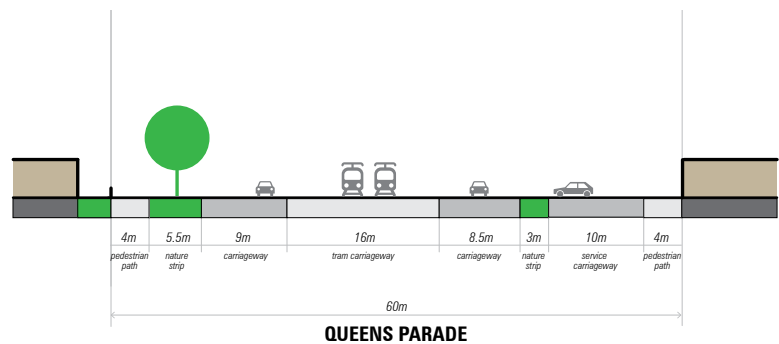 4m 5.5m 9m 16m 8.5m 3m 10m 4m
pedestrian nature carriageway tram carriageway carriageway nature service pedestrian
path strip strip carriageway path
60m
QUEENS PARADE